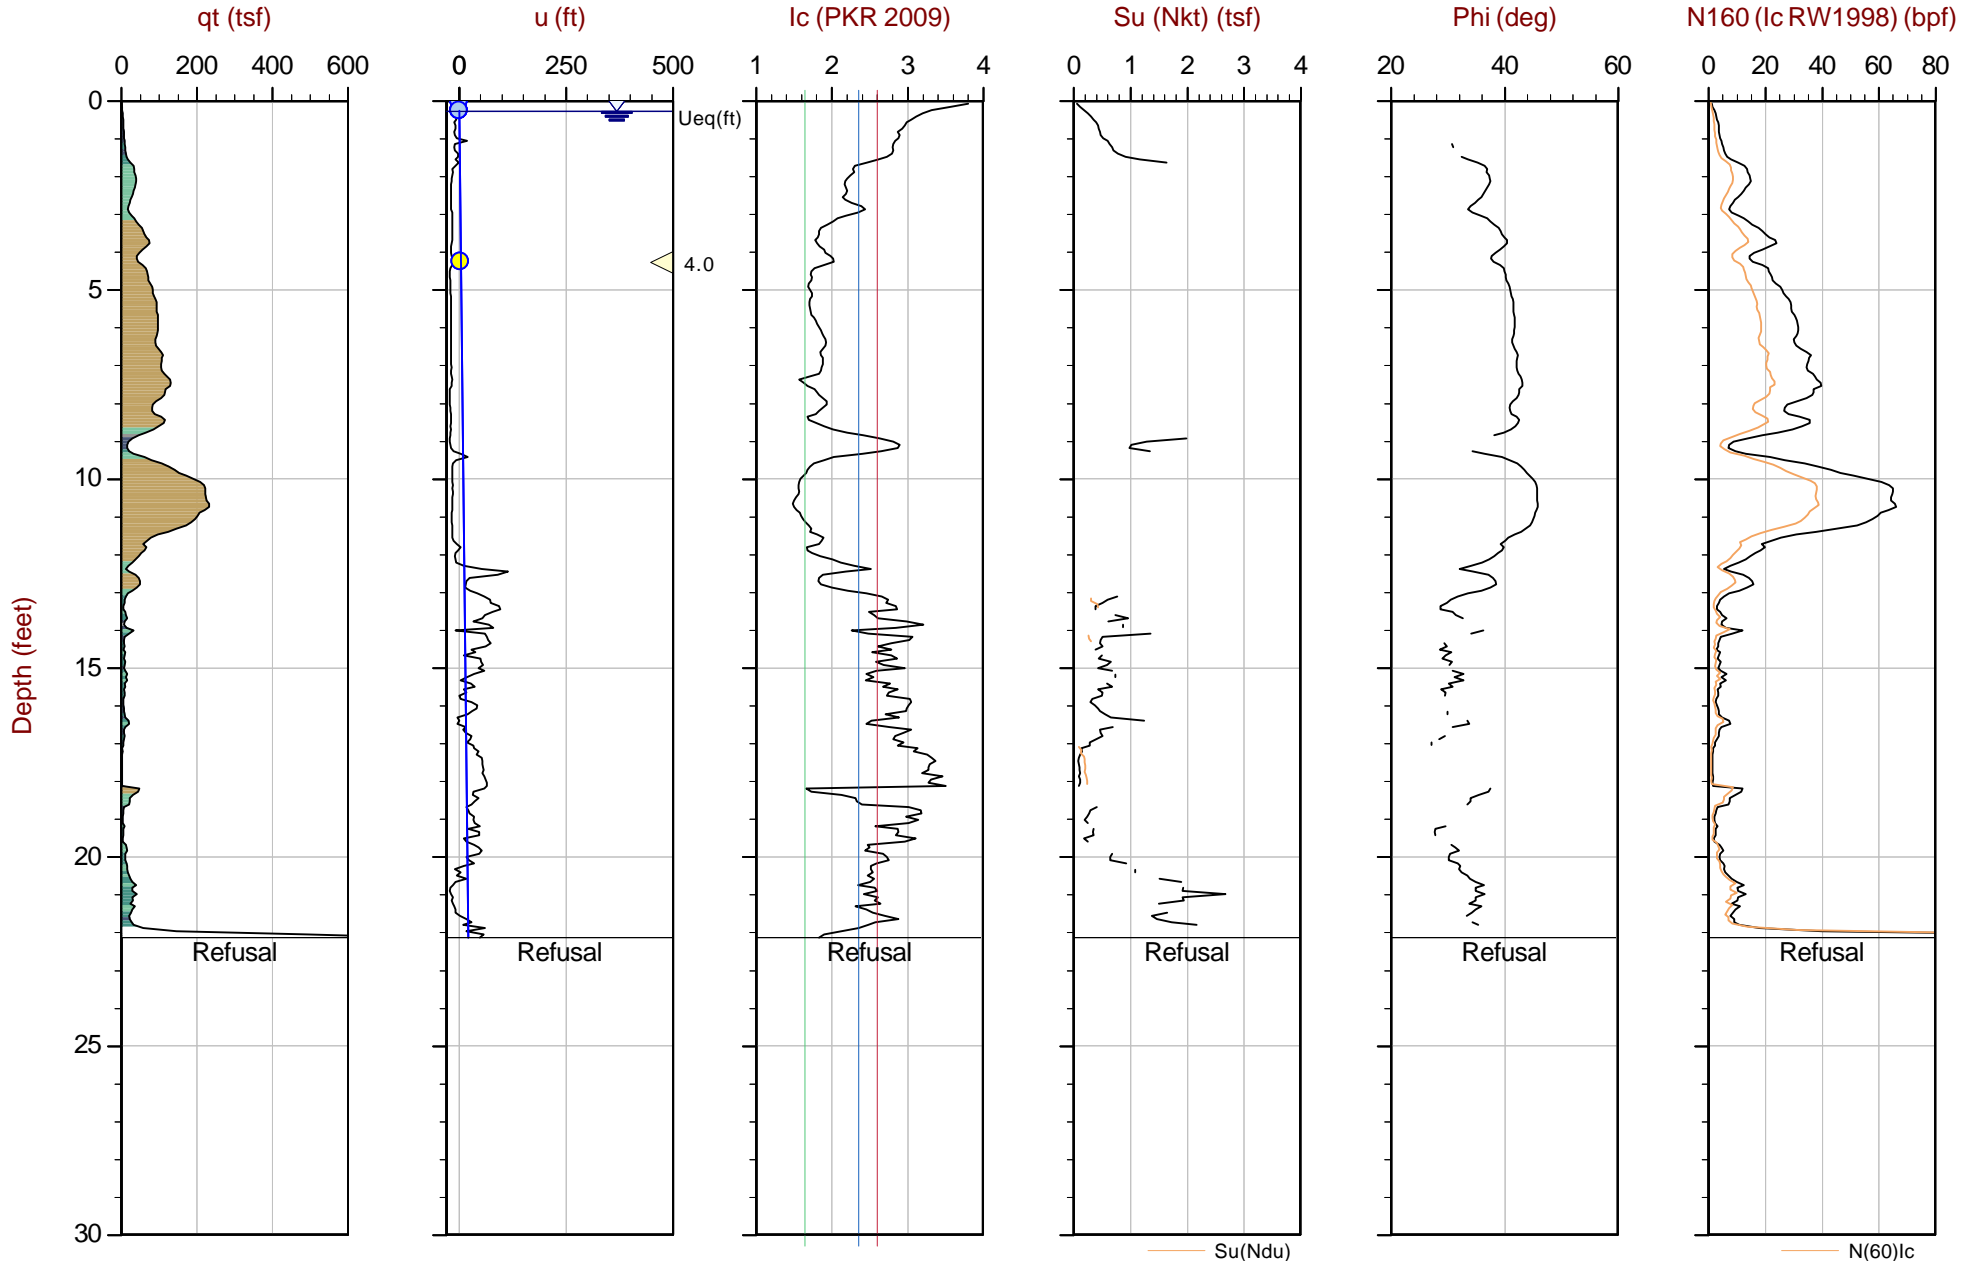 qt (tsf) u (ft) Ic (PKR 2009) Su (Nkt) (tsf) Phi (deg) N160 (Ic RW1998) (bpf)
0 200 400 600 0 250 500 1 2 3 4 0 1 2 3 4 20 40 60 0 20 40 60 80
0
Ueq(ft)
4.0
5
10
Depth (feet)
15
20
Refusal Refusal Refusal Refusal Refusal Refusal
25
30
Su(Ndu) N(60)Ic